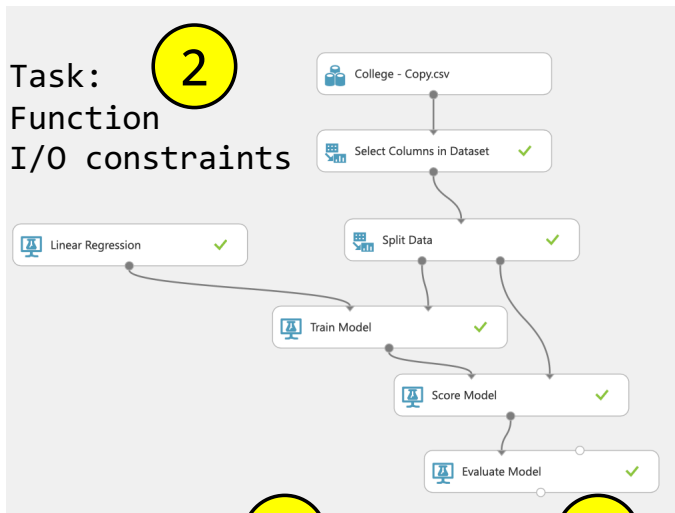 2
Task:
Function
I/O constraints
College - Copy.csv
Select Columns in Dataset
Linear Regression
Split Data
Train Model
Score Model
Evaluate Model